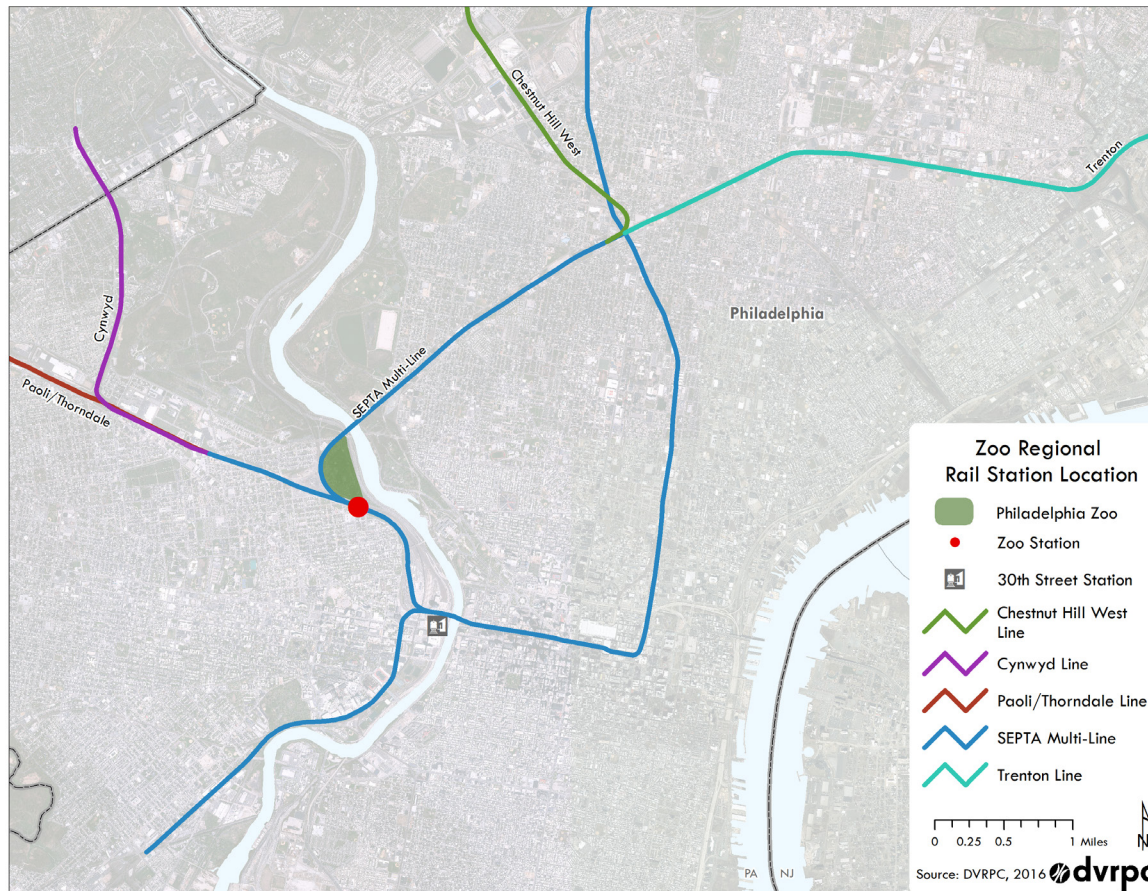 Chestnut Hill West
Trenton
Cynwyd
Philadelphia
SEPTA Multi-Line
Paoli/Thorndale
Zoo Regional
Rail Station Location
Philadelphia Zoo
Zoo Station
30th Street Station
Chestnut Hill West
Line
Cynwyd Line
Paoli/Thorndale Line
SEPTA Multi-Line
Trenton Line
0 0.25 0.5 1 Miles
N
PA NJ
Source: DVRPC, 2016
dvrpc